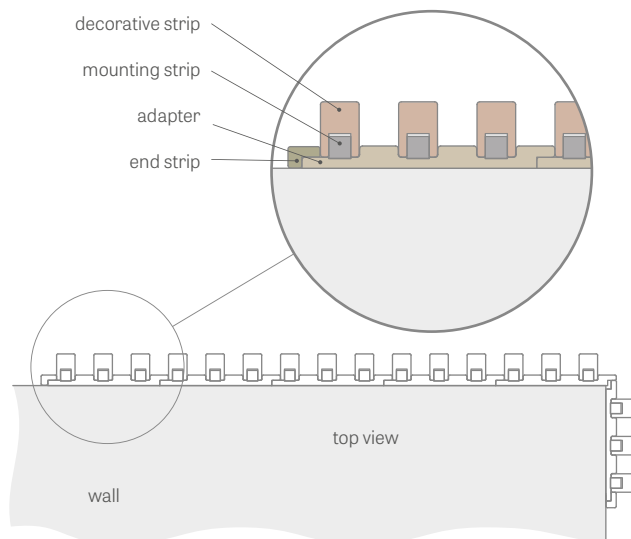 decorative strip
mounting strip
adapter
end strip
top view
wall